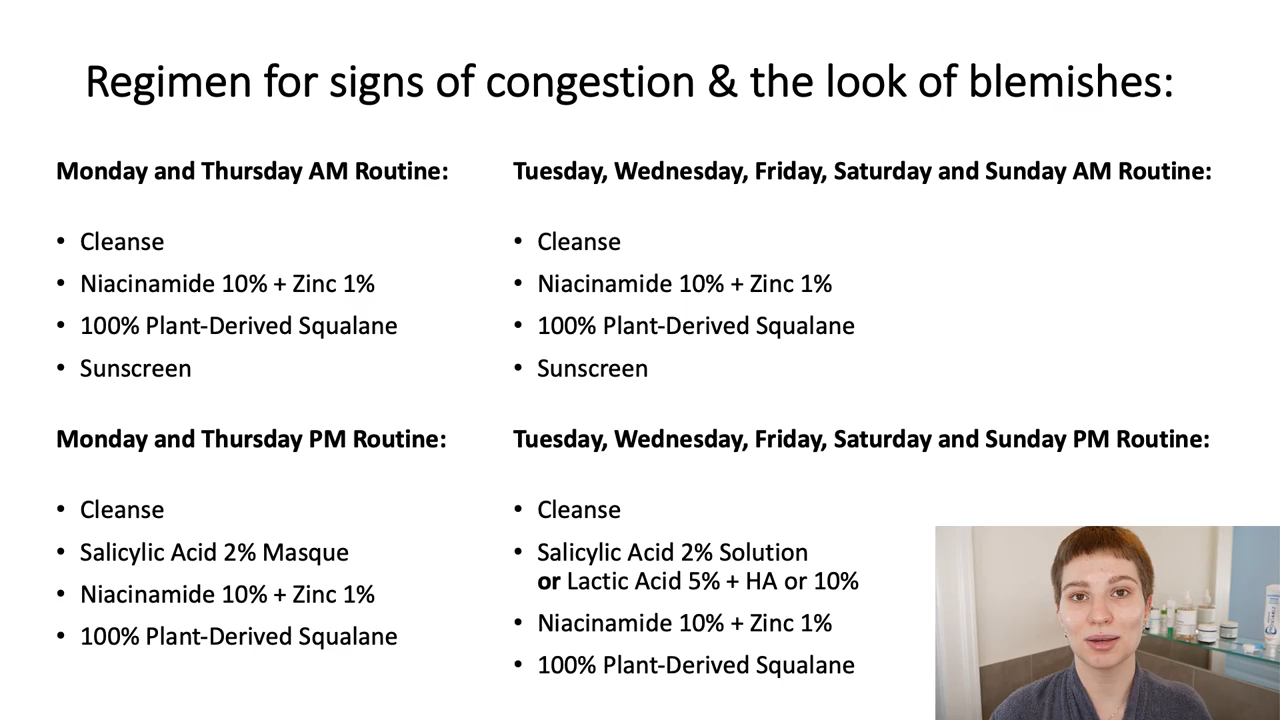 Regimen for signs of congestion & the look of blemishes:
Monday and Thursday AM Routine:
• Cleanse
• Niacinamide 10% + Zinc 1%
• 100% Plant-Derived Squalane
• Sunscreen
Tuesday, Wednesday, Friday, Saturday and Sunday AM Routine:
• Cleanse
• Niacinamide 10% + Zinc 1%
• 100% Plant-Derived Squalane
• Sunscreen
Monday and Thursday PM Routine:
• Cleanse
• Salicylic Acid 2% Masque
• Niacinamide 10% + Zinc 1%
• 100% Plant-Derived Squalane
Tuesday, Wednesday, Friday, Saturday and Sunday PM Routine:
• Cleanse
• Salicylic Acid 2% Solution
or Lactic Acid 5% + HA or 10%
• Niacinamide 10% + Zinc 1%
• 100% Plant-Derived Squalane